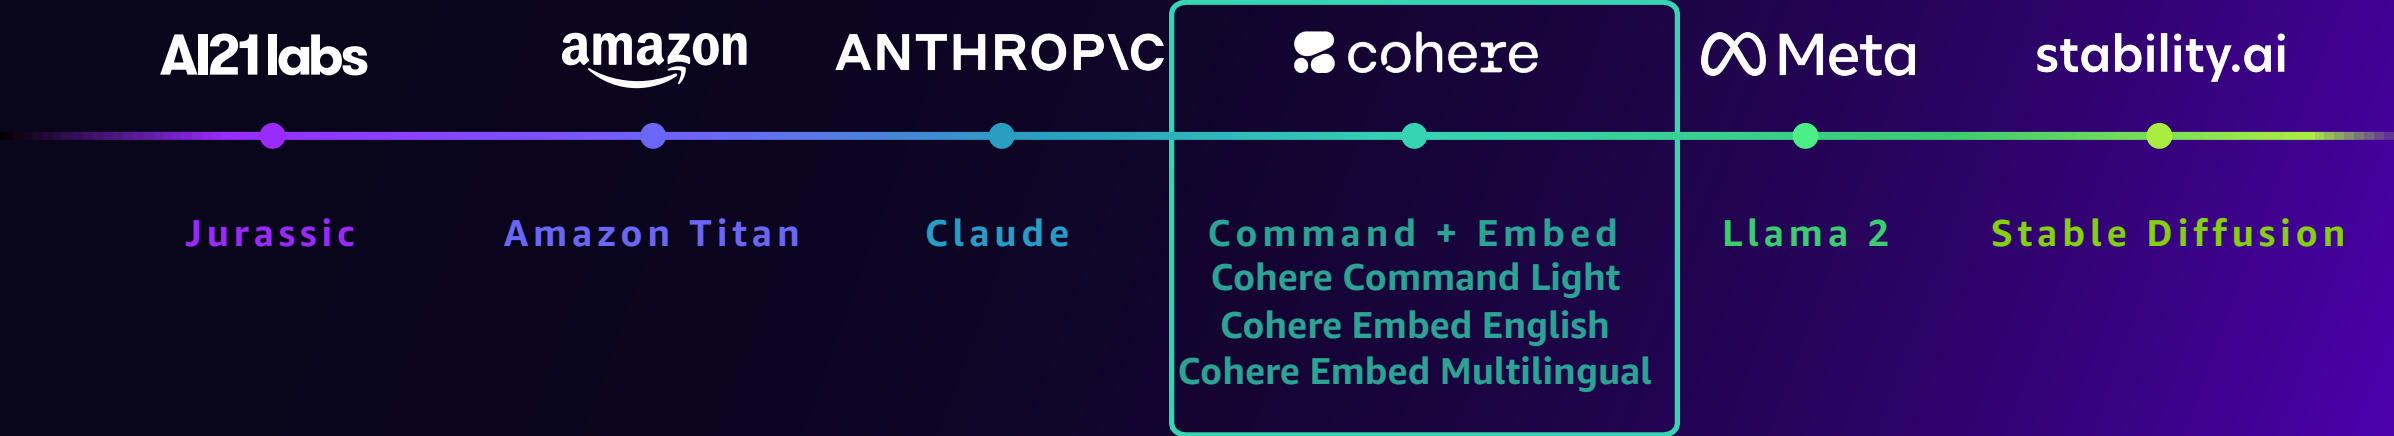 AI21labs
amazon
ANTHROP\C
cohere
Meta
stability.ai
Jurassic
Amazon Titan
Claude
Command + Embed
Cohere Command Light
Cohere Embed English
Cohere Embed Multilingual
Llama 2
Stable Diffusion